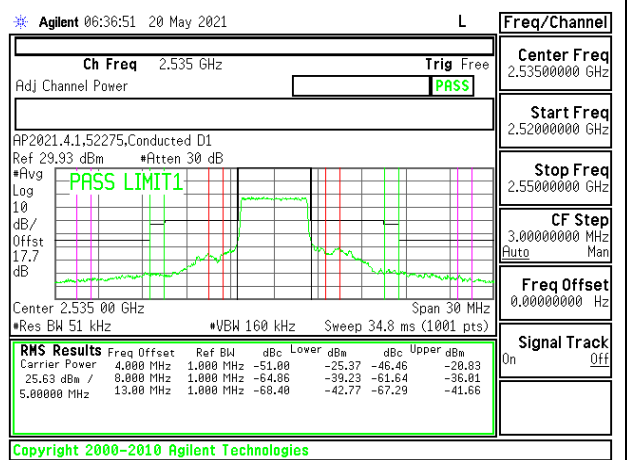 Agilent 06:36:51 20 May 2021 L Freq/Channel
Ch Freq 2.535 GHz Trig Free
Adj Channel Power PASS
Center Freq
2.53500000 GHz
Start Freq
2.52000000 GHz
AP2021.4.1,52275,Conducted D1
Ref 29.93 dBm #Atten 30 dB
#Avg
Log
10
dB/
Offst
17.7
dB
PASS LIMIT1
Stop Freq
2.55000000 GHz
CF Step
3.00000000 MHz
Auto Man
Freq Offset
0.00000000 Hz
Center 2.535 00 GHz Span 30 MHz
#Res BW 51 kHz #VBW 160 kHz Sweep 34.8 ms (1001 pts)
Signal Track
On Off
RMS Results Freq Offset Ref BW dBc Lower dBm dBc Upper dBm
Carrier Power 4.000 MHz 1.000 MHz -51.00 -25.37 -46.46 -20.83
25.63 dBm / 8.000 MHz 1.000 MHz -64.86 -39.23 -61.64 -36.01
5.00000 MHz 13.00 MHz 1.000 MHz -68.40 -42.77 -67.29 -41.66
Copyright 2000-2010 Agilent Technologies